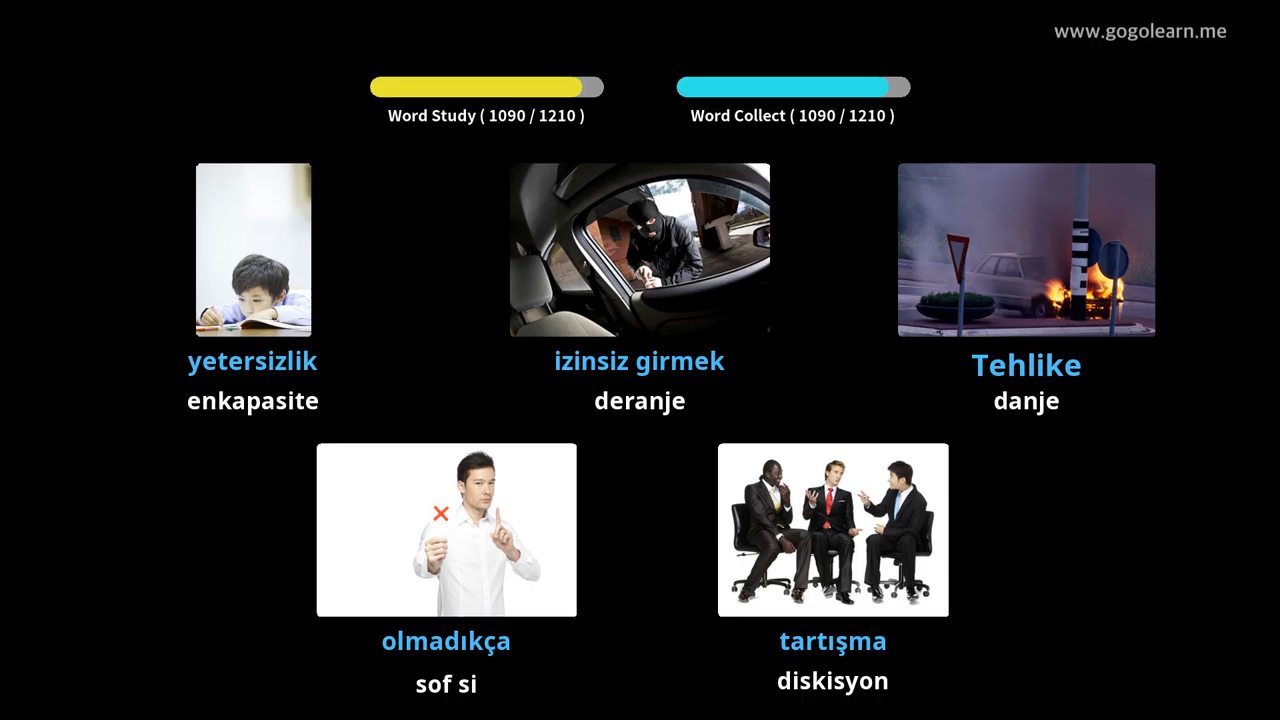 www.gogolearn.me
Word Study ( 1090 / 1210 )
Word Collect ( 1090 / 1210 )
yetersizlik
enkapasite
izinsiz girmek
deranje
Tehlike
danje
olmadıkça
sof si
tartışma
diskisyon